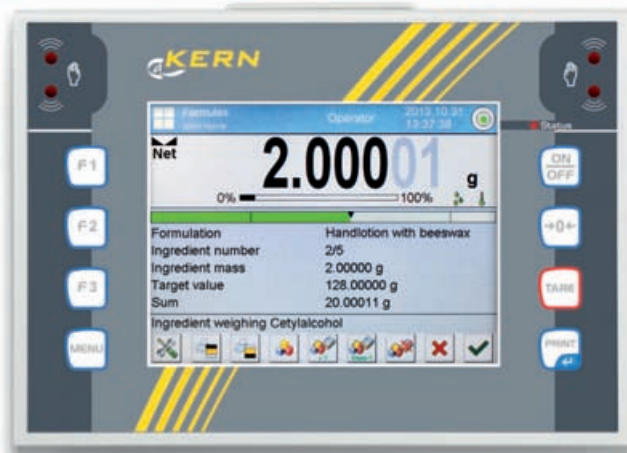 KERN
Formulas
Operator
2013.10.31
13:37:38
Status
Net
2.00001 g
0% 100%
Formulation Handlotion with beeswax
Ingredient number 2/5
Ingredient mass 2.00000 g
Target value 128.00000 g
Sum 20.00011 g
Ingredient weighing Cetylalcohol
F1
F2
F3
MENU
ON
OFF
→0←
TARE
PRINT